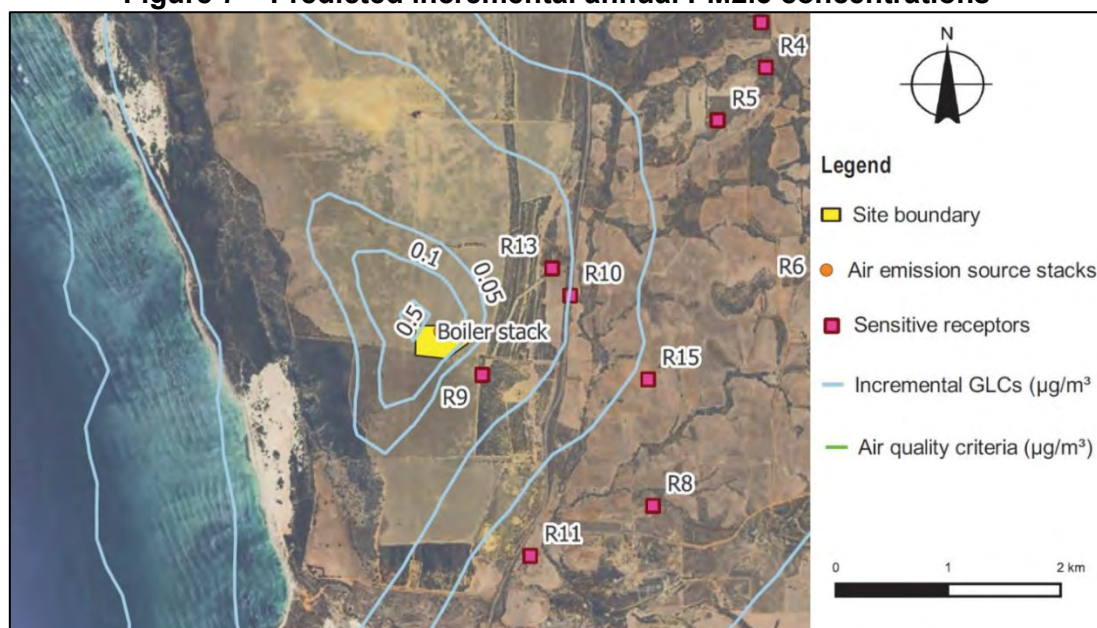 R4
R5
R6
R13
R10
0.1
0.05
0.5
Boiler stack
R9
R15
R8
R11
N
Legend
Site boundary
Air emission source stacks
Sensitive receptors
Incremental GLCs (µg/m³
Air quality criteria (µg/m³)
0 1 2 km